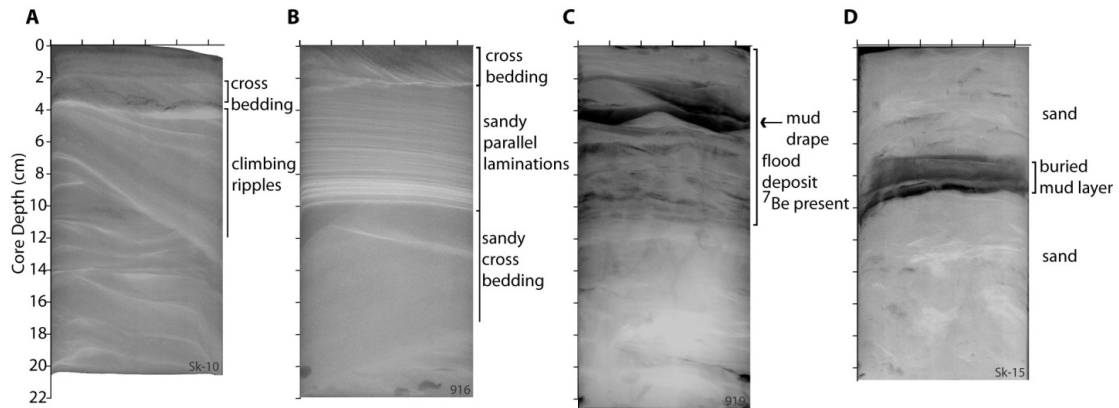 A
B
C
D
Core Depth (cm)
0
2
4
6
8
10
12
14
16
18
20
22
cross
bedding
climbing
ripples
Sk-10
cross
bedding
sandy
parallel
laminations
sandy
cross
bedding
916
mud
drape
flood
deposit
⁷Be present
919
sand
buried
mud layer
sand
Sk-15